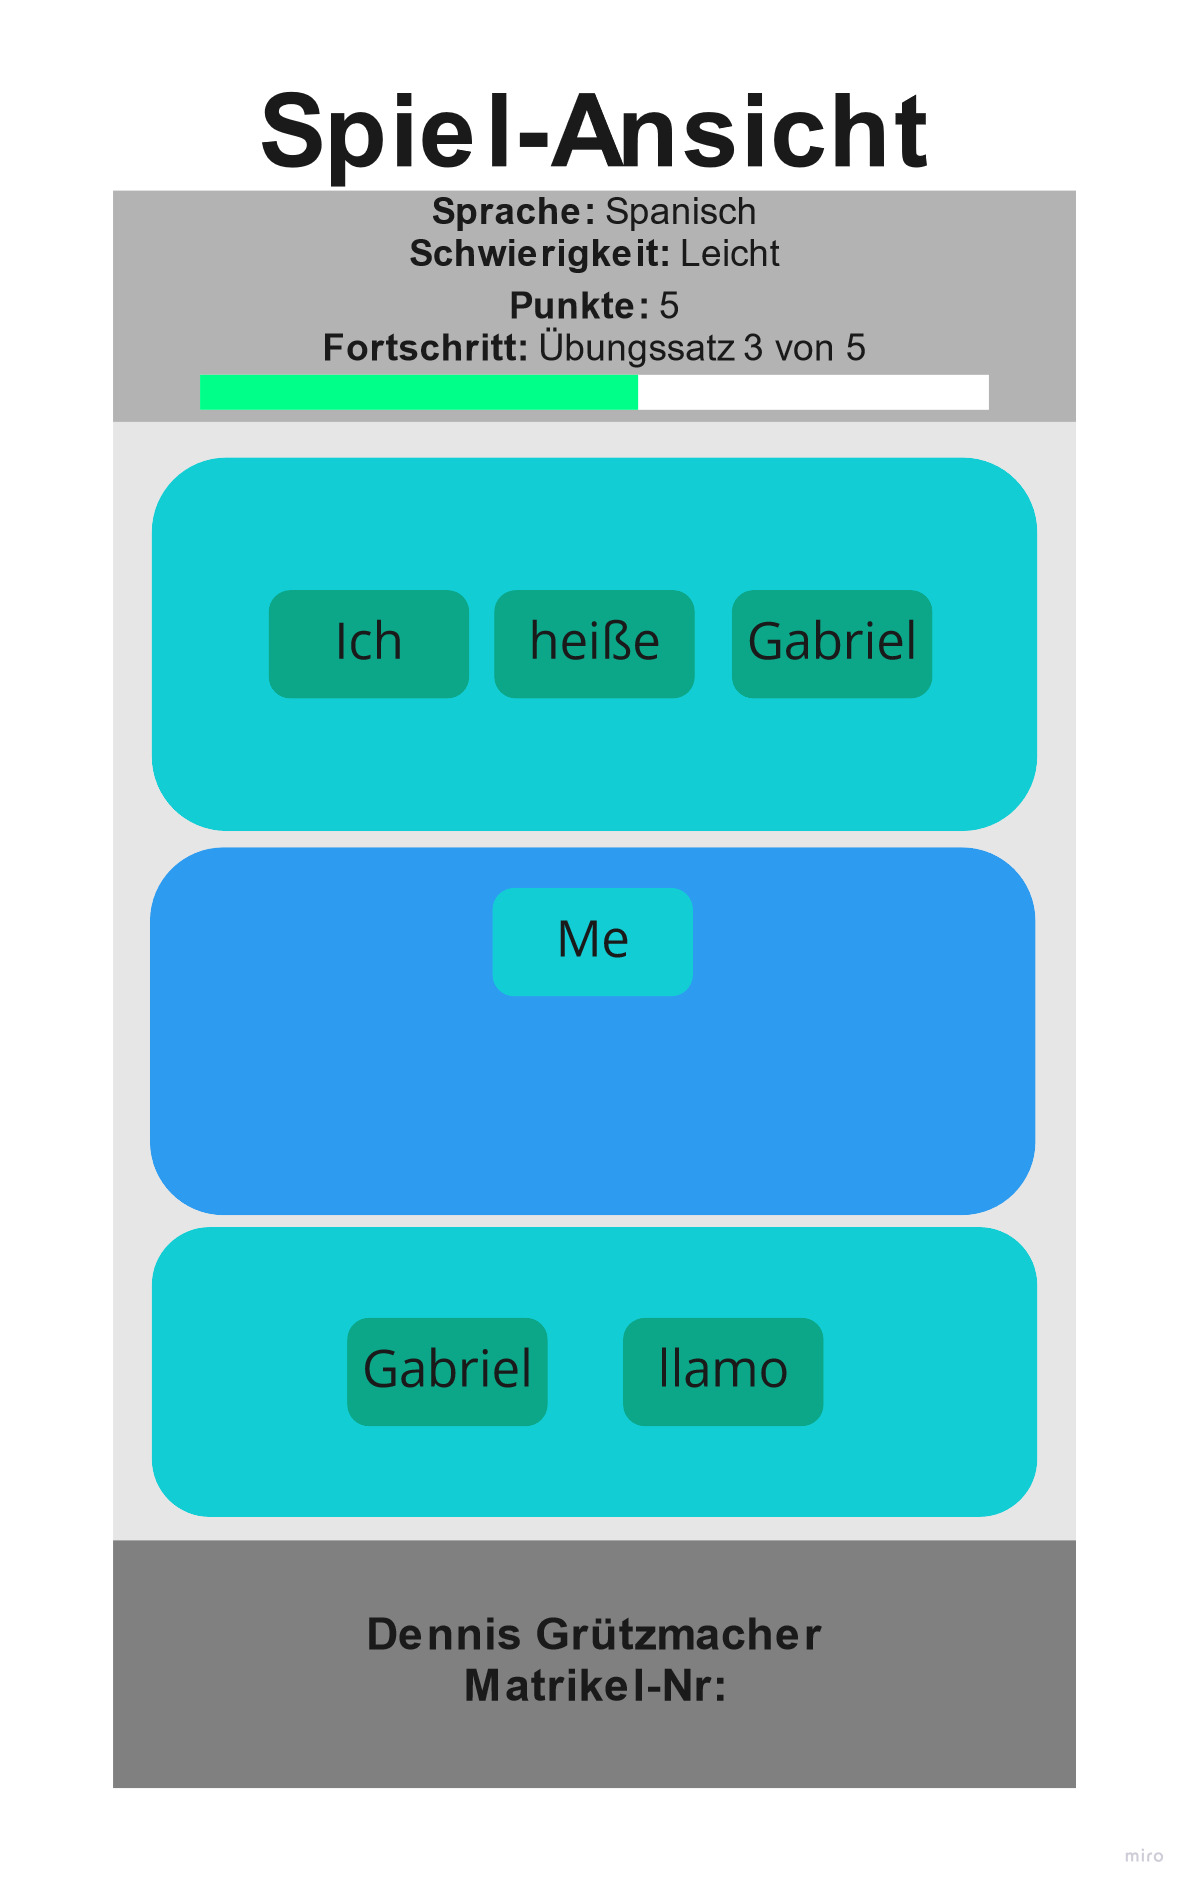 Spiel-Ansicht
Sprache: Spanisch
Schwierigkeit: Leicht
Punkte: 5
Fortschritt: Übungssatz 3 von 5
Ich heiße Gabriel
Me
Gabriel llamo
Dennis Grützmacher
Matrikel-Nr:
miro